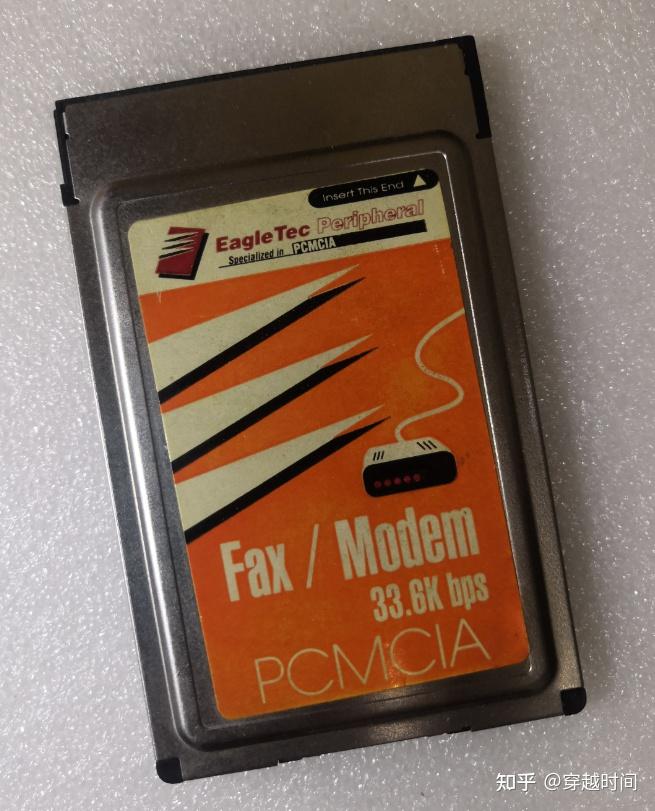 Insert This End
EagleTec Peripheral
Specialized in PCMCIA
Fax / Modem
33.6K bps
PCMCIA
知乎 @穿越时间